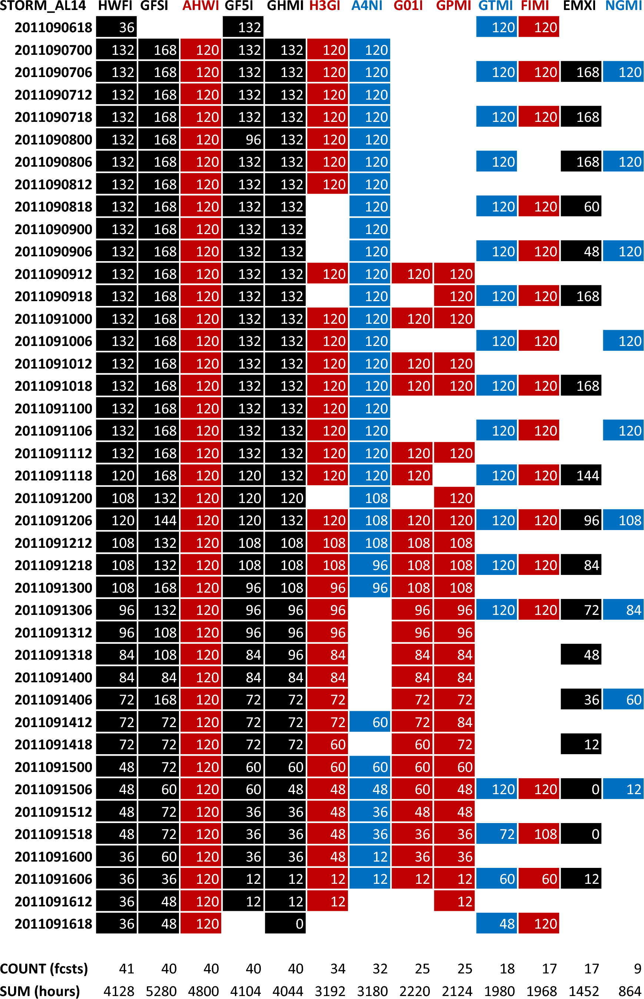 STORM_AL14 HWFI GFSI AHWI GF5I GHMI H3GI A4NI G01I GPMI GTMI FIMI EMXI NGMI
2011090618 36 132 120 120
2011090700 132 168 120 132 132 120 120
2011090706 132 168 120 132 132 120 120 120 120 168 120
2011090712 132 168 120 132 132 120 120
2011090718 132 168 120 132 132 120 120 120 120 168
2011090800 132 168 120 96 132 120 120
2011090806 132 168 120 132 132 120 120 120 168 120
2011090812 132 168 120 132 132 120 120
2011090818 132 168 120 132 132 120 120 120 60
2011090900 132 168 120 132 132 120
2011090906 132 168 120 132 132 120 120 120 48 120
2011090912 132 168 120 132 132 120 120 120 120
2011090918 132 168 120 132 132 120 120 120 120 168
2011091000 132 168 120 132 132 120 120 120 120
2011091006 132 168 120 132 132 120 120 120 120 120
2011091012 132 168 120 132 132 120 120 120 120
2011091018 132 168 120 132 132 120 120 120 120 120 120 168
2011091100 132 168 120 132 132 120 120
2011091106 132 168 120 132 132 120 120 120 120 120
2011091112 132 168 120 132 132 120 120 120 120
2011091118 120 168 120 120 132 120 120 120 120 120 144
2011091200 108 132 120 120 120 108 120
2011091206 120 144 120 120 132 120 108 120 120 120 120 96 108
2011091212 108 132 120 108 108 108 108 108 108
2011091218 108 132 120 108 108 108 96 108 108 120 120 84
2011091300 108 168 120 96 108 96 96 108 108
2011091306 96 132 120 96 96 96 96 96 120 120 72 84
2011091312 96 108 120 96 96 96 96 96
2011091318 84 108 120 84 96 84 84 84 48
2011091400 84 84 120 84 84 84 84 84
2011091406 72 168 120 72 72 72 72 72 36 60
2011091412 72 72 120 72 72 72 60 72 84
2011091418 72 72 120 72 72 60 60 72 12
2011091500 48 72 120 60 60 60 60 60 60
2011091506 48 60 120 60 48 48 48 60 48 120 120 0 12
2011091512 48 72 120 36 36 48 36 48 48
2011091518 48 72 120 36 36 48 36 36 36 72 108 0
2011091600 36 60 120 36 36 48 12 36 36
2011091606 36 36 120 12 12 12 12 12 12 60 60 12
2011091612 36 48 120 12 12 12 12
2011091618 36 48 120 0 48 120
COUNT (fcsts) 41 40 40 40 40 34 32 25 25 18 17 17 9
SUM (hours) 4128 5280 4800 4104 4044 3192 3180 2220 2124 1980 1968 1452 864